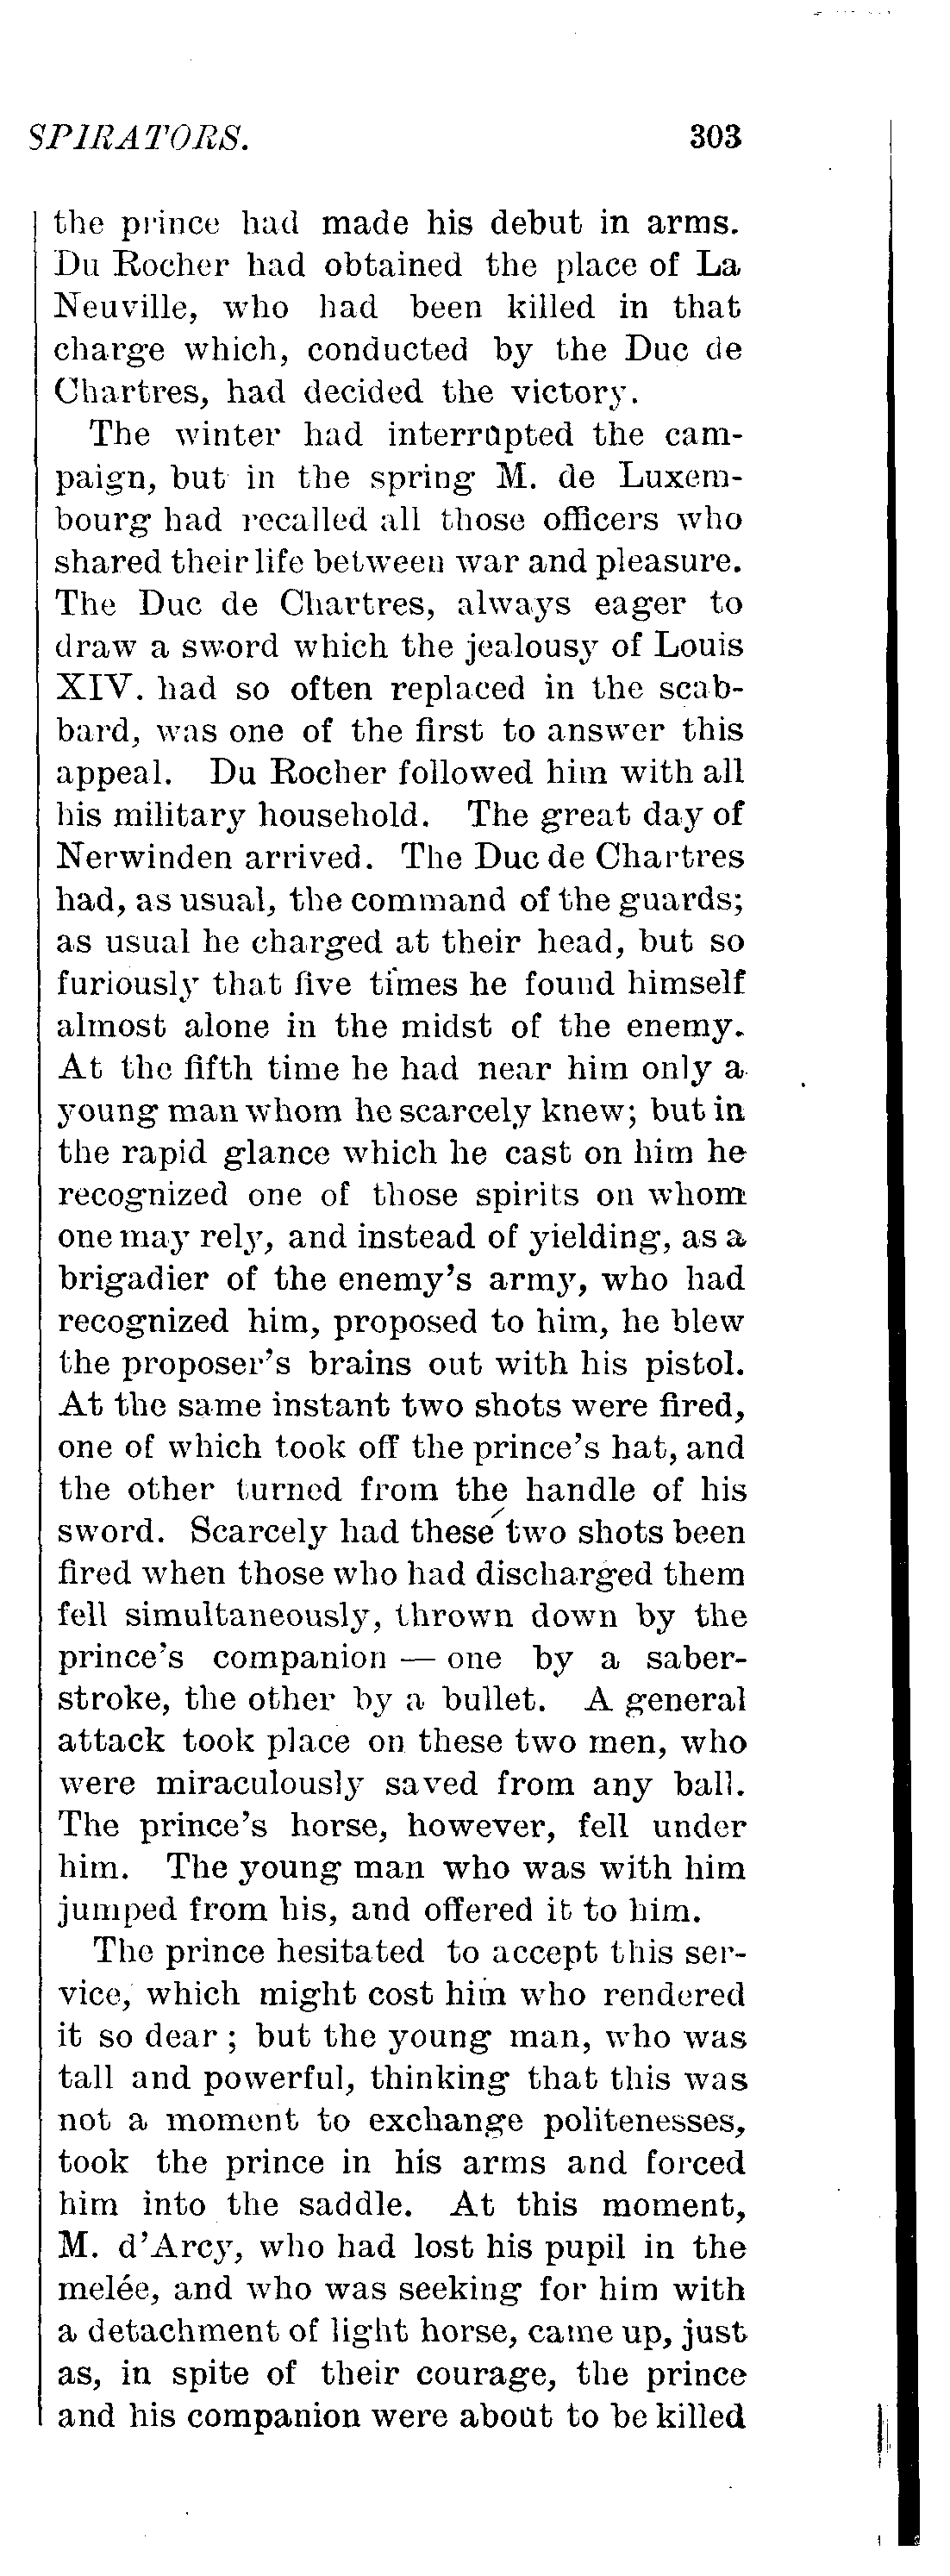 SPIRATORS. 303
the prince had made his debut in arms.
Du Rocher had obtained the place of La
Neuville, who had been killed in that
charge which, conducted by the Duc de
Chartres, had decided the victory.
The winter had interrupted the cam-
paign, but in the spring M. de Luxem-
bourg had recalled all those officers who
shared their life between war and pleasure.
The Duc de Chartres, always eager to
draw a sword which the jealousy of Louis
XIV. had so often replaced in the scab-
bard, was one of the first to answer this
appeal. Du Rocher followed him with all
his military household. The great day of
Nerwinden arrived. The Duc de Chartres
had, as usual, the command of the guards;
as usual he charged at their head, but so
furiously that five times he found himself
almost alone in the midst of the enemy.
At the fifth time he had near him only a
young man whom he scarcely knew; but in
the rapid glance which he cast on him he
recognized one of those spirits on whom
one may rely, and instead of yielding, as a
brigadier of the enemy's army, who had
recognized him, proposed to him, he blew
the proposer's brains out with his pistol.
At the same instant two shots were fired,
one of which took off the prince's hat, and
the other turned from the handle of his
sword. Scarcely had these two shots been
fired when those who had discharged them
fell simultaneously, thrown down by the
prince's companion — one by a saber-
stroke, the other by a bullet. A general
attack took place on these two men, who
were miraculously saved from any ball.
The prince's horse, however, fell under
him. The young man who was with him
jumped from his, and offered it to him.
The prince hesitated to accept this ser-
vice, which might cost him who rendered
it so dear ; but the young man, who was
tall and powerful, thinking that this was
not a moment to exchange politenesses,
took the prince in his arms and forced
him into the saddle. At this moment,
M. d'Arcy, who had lost his pupil in the
melée, and who was seeking for him with
a detachment of light horse, came up, just
as, in spite of their courage, the prince
and his companion were about to be killed